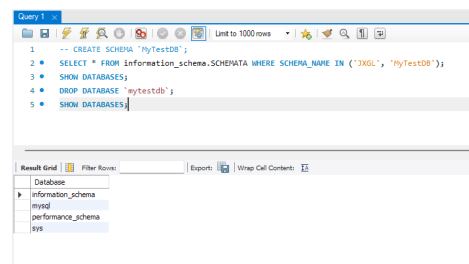 Query 1
Limit to 1000 rows
1 -- CREATE SCHEMA `MyTestDB`;
2 SELECT * FROM information_schema.SCHEMATA WHERE SCHEMA_NAME IN ('JXGL', 'MyTestDB');
3 SHOW DATABASES;
4 DROP DATABASE `mytestdb`;
5 SHOW DATABASES;
Result Grid Filter Rows: Export: Wrap Cell Content:
Database
information_schema
mysql
performance_schema
sys